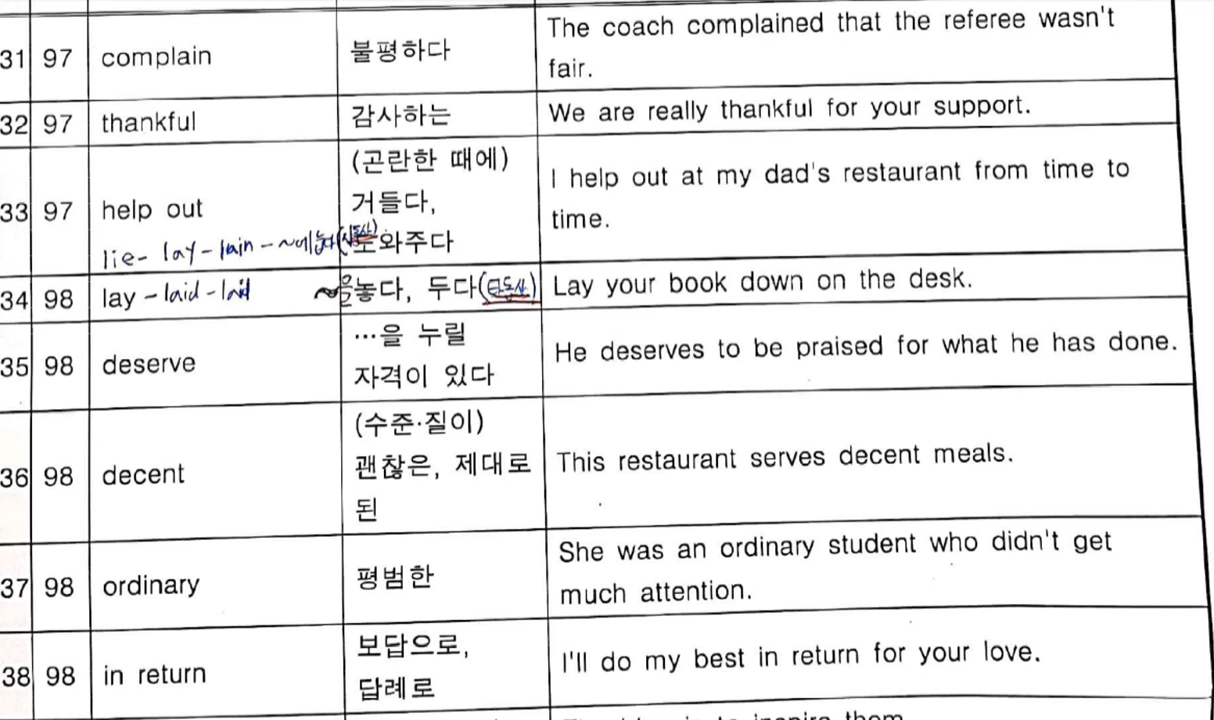 31 97 complain 불평하다 The coach complained that the referee wasn't
fair.
32 97 thankful 감사하는 We are really thankful for your support.
33 97 help out (곤란한 때에)
거들다,
도와주다 I help out at my dad's restaurant from time to
time.
lie- lay- lain - ~에
34 98 lay - laid - laid ~을 놓다, 두다(타동사) Lay your book down on the desk.
35 98 deserve …을 누릴
자격이 있다 He deserves to be praised for what he has done.
36 98 decent (수준·질이)
괜찮은, 제대로
된 This restaurant serves decent meals.
37 98 ordinary 평범한 She was an ordinary student who didn't get
much attention.
38 98 in return 보답으로,
답례로 I'll do my best in return for your love.